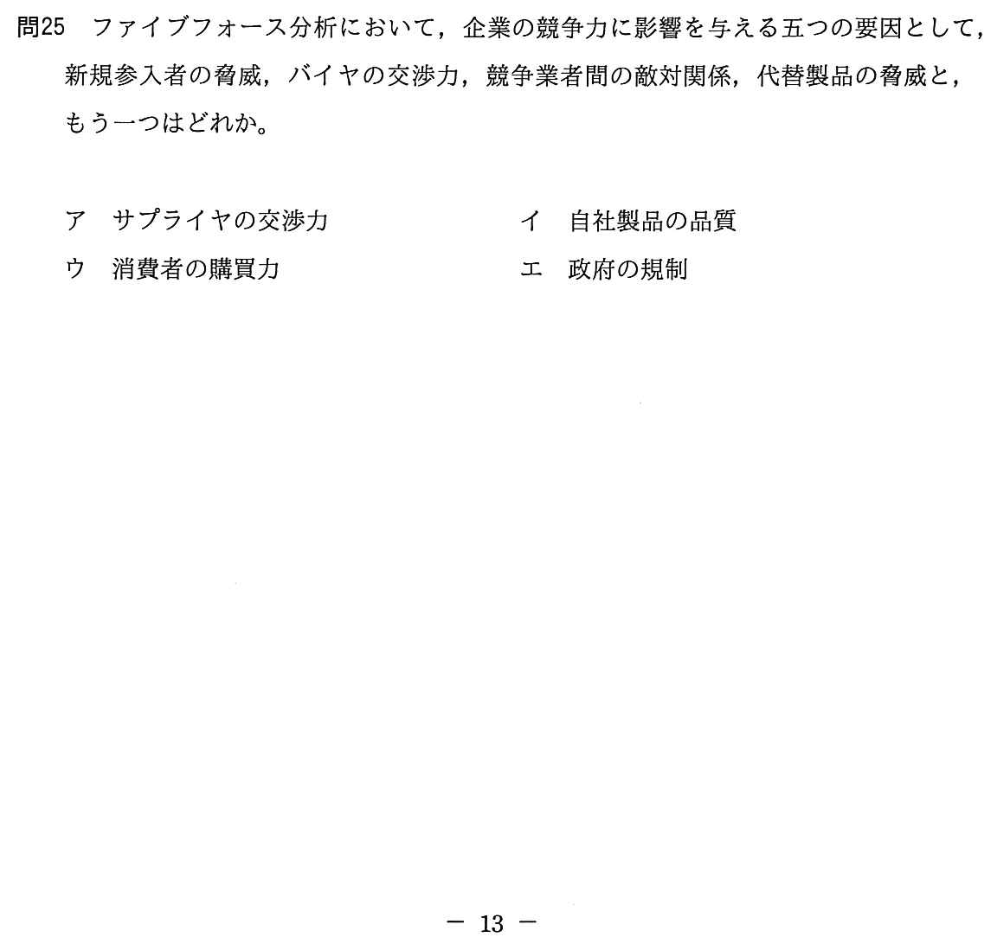 問25　ファイブフォース分析において，企業の競争力に影響を与える五つの要因として，
新規参入者の脅威，バイヤの交渉力，競争業者間の敵対関係，代替製品の脅威と，
もう一つはどれか。
ア　サプライヤの交渉力　イ　自社製品の品質
ウ　消費者の購買力　エ　政府の規制
－ 13 －